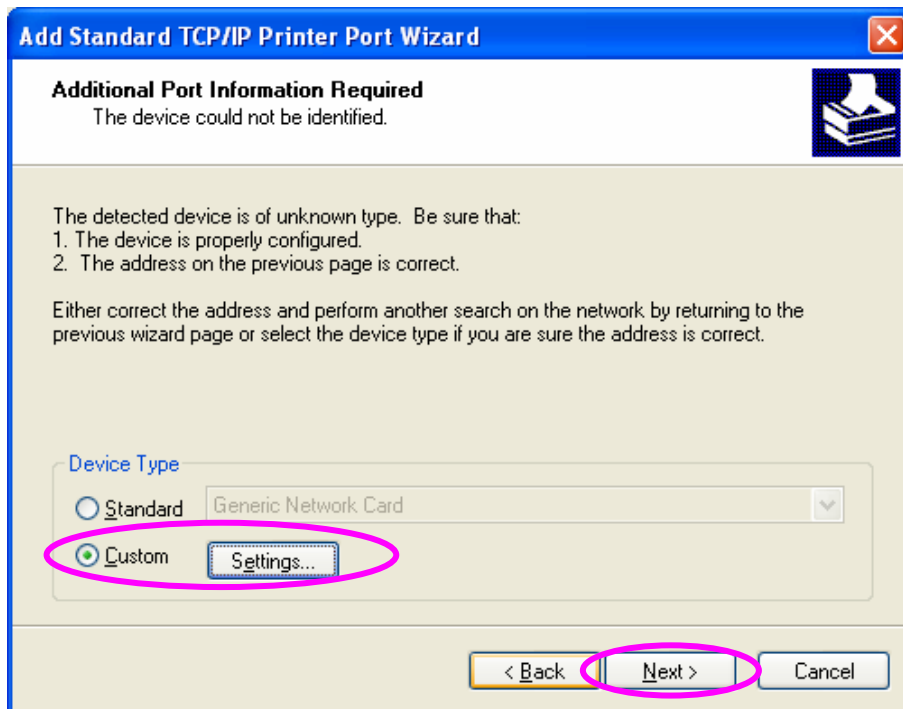 Add Standard TCP/IP Printer Port Wizard
Additional Port Information Required
The device could not be identified.
The detected device is of unknown type. Be sure that:
1. The device is properly configured.
2. The address on the previous page is correct.
Either correct the address and perform another search on the network by returning to the
previous wizard page or select the device type if you are sure the address is correct.
Device Type
Standard Generic Network Card
Custom Settings...
< Back Next > Cancel